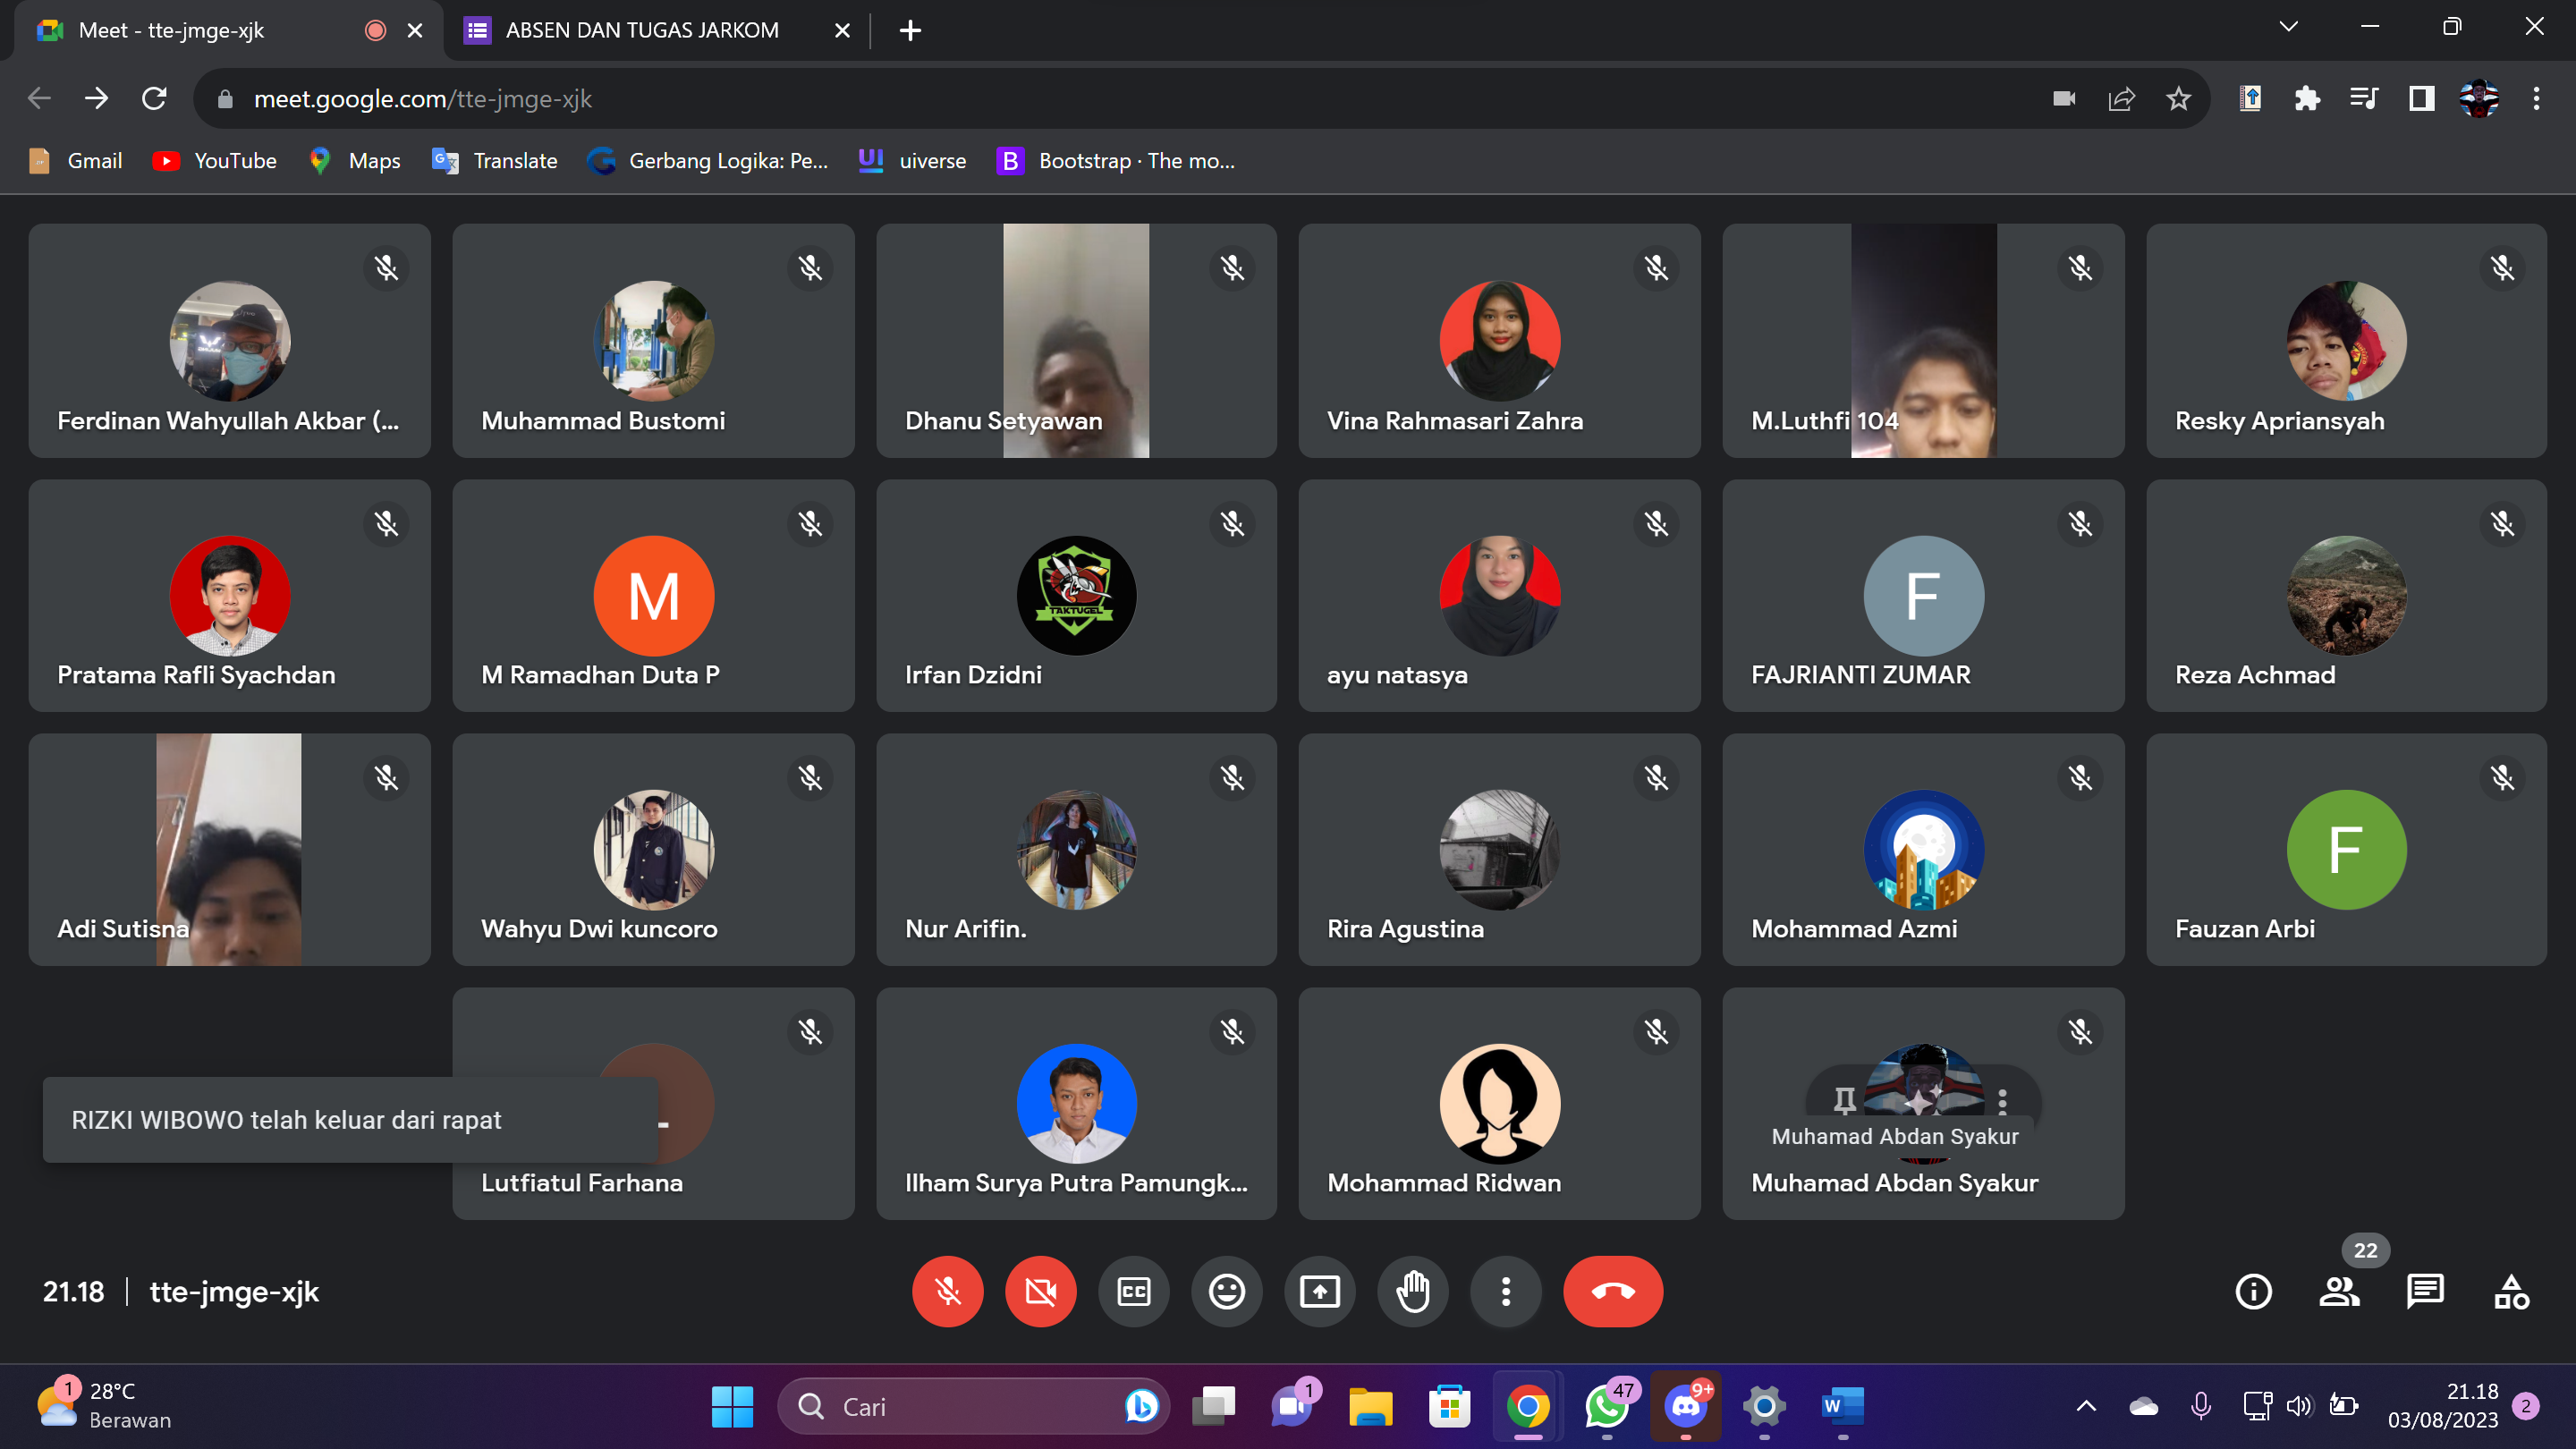 Meet - tte-jmge-xjk
ABSEN DAN TUGAS JARKOM
meet.google.com/tte-jmge-xjk
Gmail
YouTube
Maps
Translate
Gerbang Logika: Pe...
UI uiverse
B Bootstrap · The mo...
Ferdinan Wahyullah Akbar (...
Muhammad Bustomi
Dhanu Setyawan
Vina Rahmasari Zahra
M.Luthfi 104
Resky Apriansyah
Pratama Rafli Syachdan
M
M Ramadhan Duta P
TAKTUGEL
Irfan Dzidni
ayu natasya
F
FAJRIANTI ZUMAR
Reza Achmad
Adi Sutisna
Wahyu Dwi kuncoro
Nur Arifin.
Rira Agustina
Mohammad Azmi
F
Fauzan Arbi
RIZKI WIBOWO telah keluar dari rapat
Lutfiatul Farhana
Ilham Surya Putra Pamungk...
Mohammad Ridwan
Muhamad Abdan Syakur
Muhamad Abdan Syakur
21.18 | tte-jmge-xjk
CC
22
1
28°C
Berawan
Cari
1
47
9+
W
21.18
03/08/2023
2